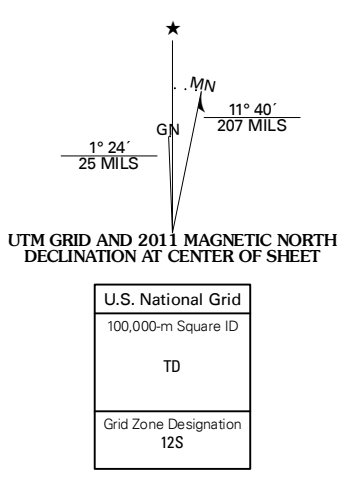 ★
MN
GN
11° 40´
207 MILS
1° 24´
25 MILS
UTM GRID AND 2011 MAGNETIC NORTH
DECLINATION AT CENTER OF SHEET
U.S. National Grid
100,000-m Square ID
TD
Grid Zone Designation
12S